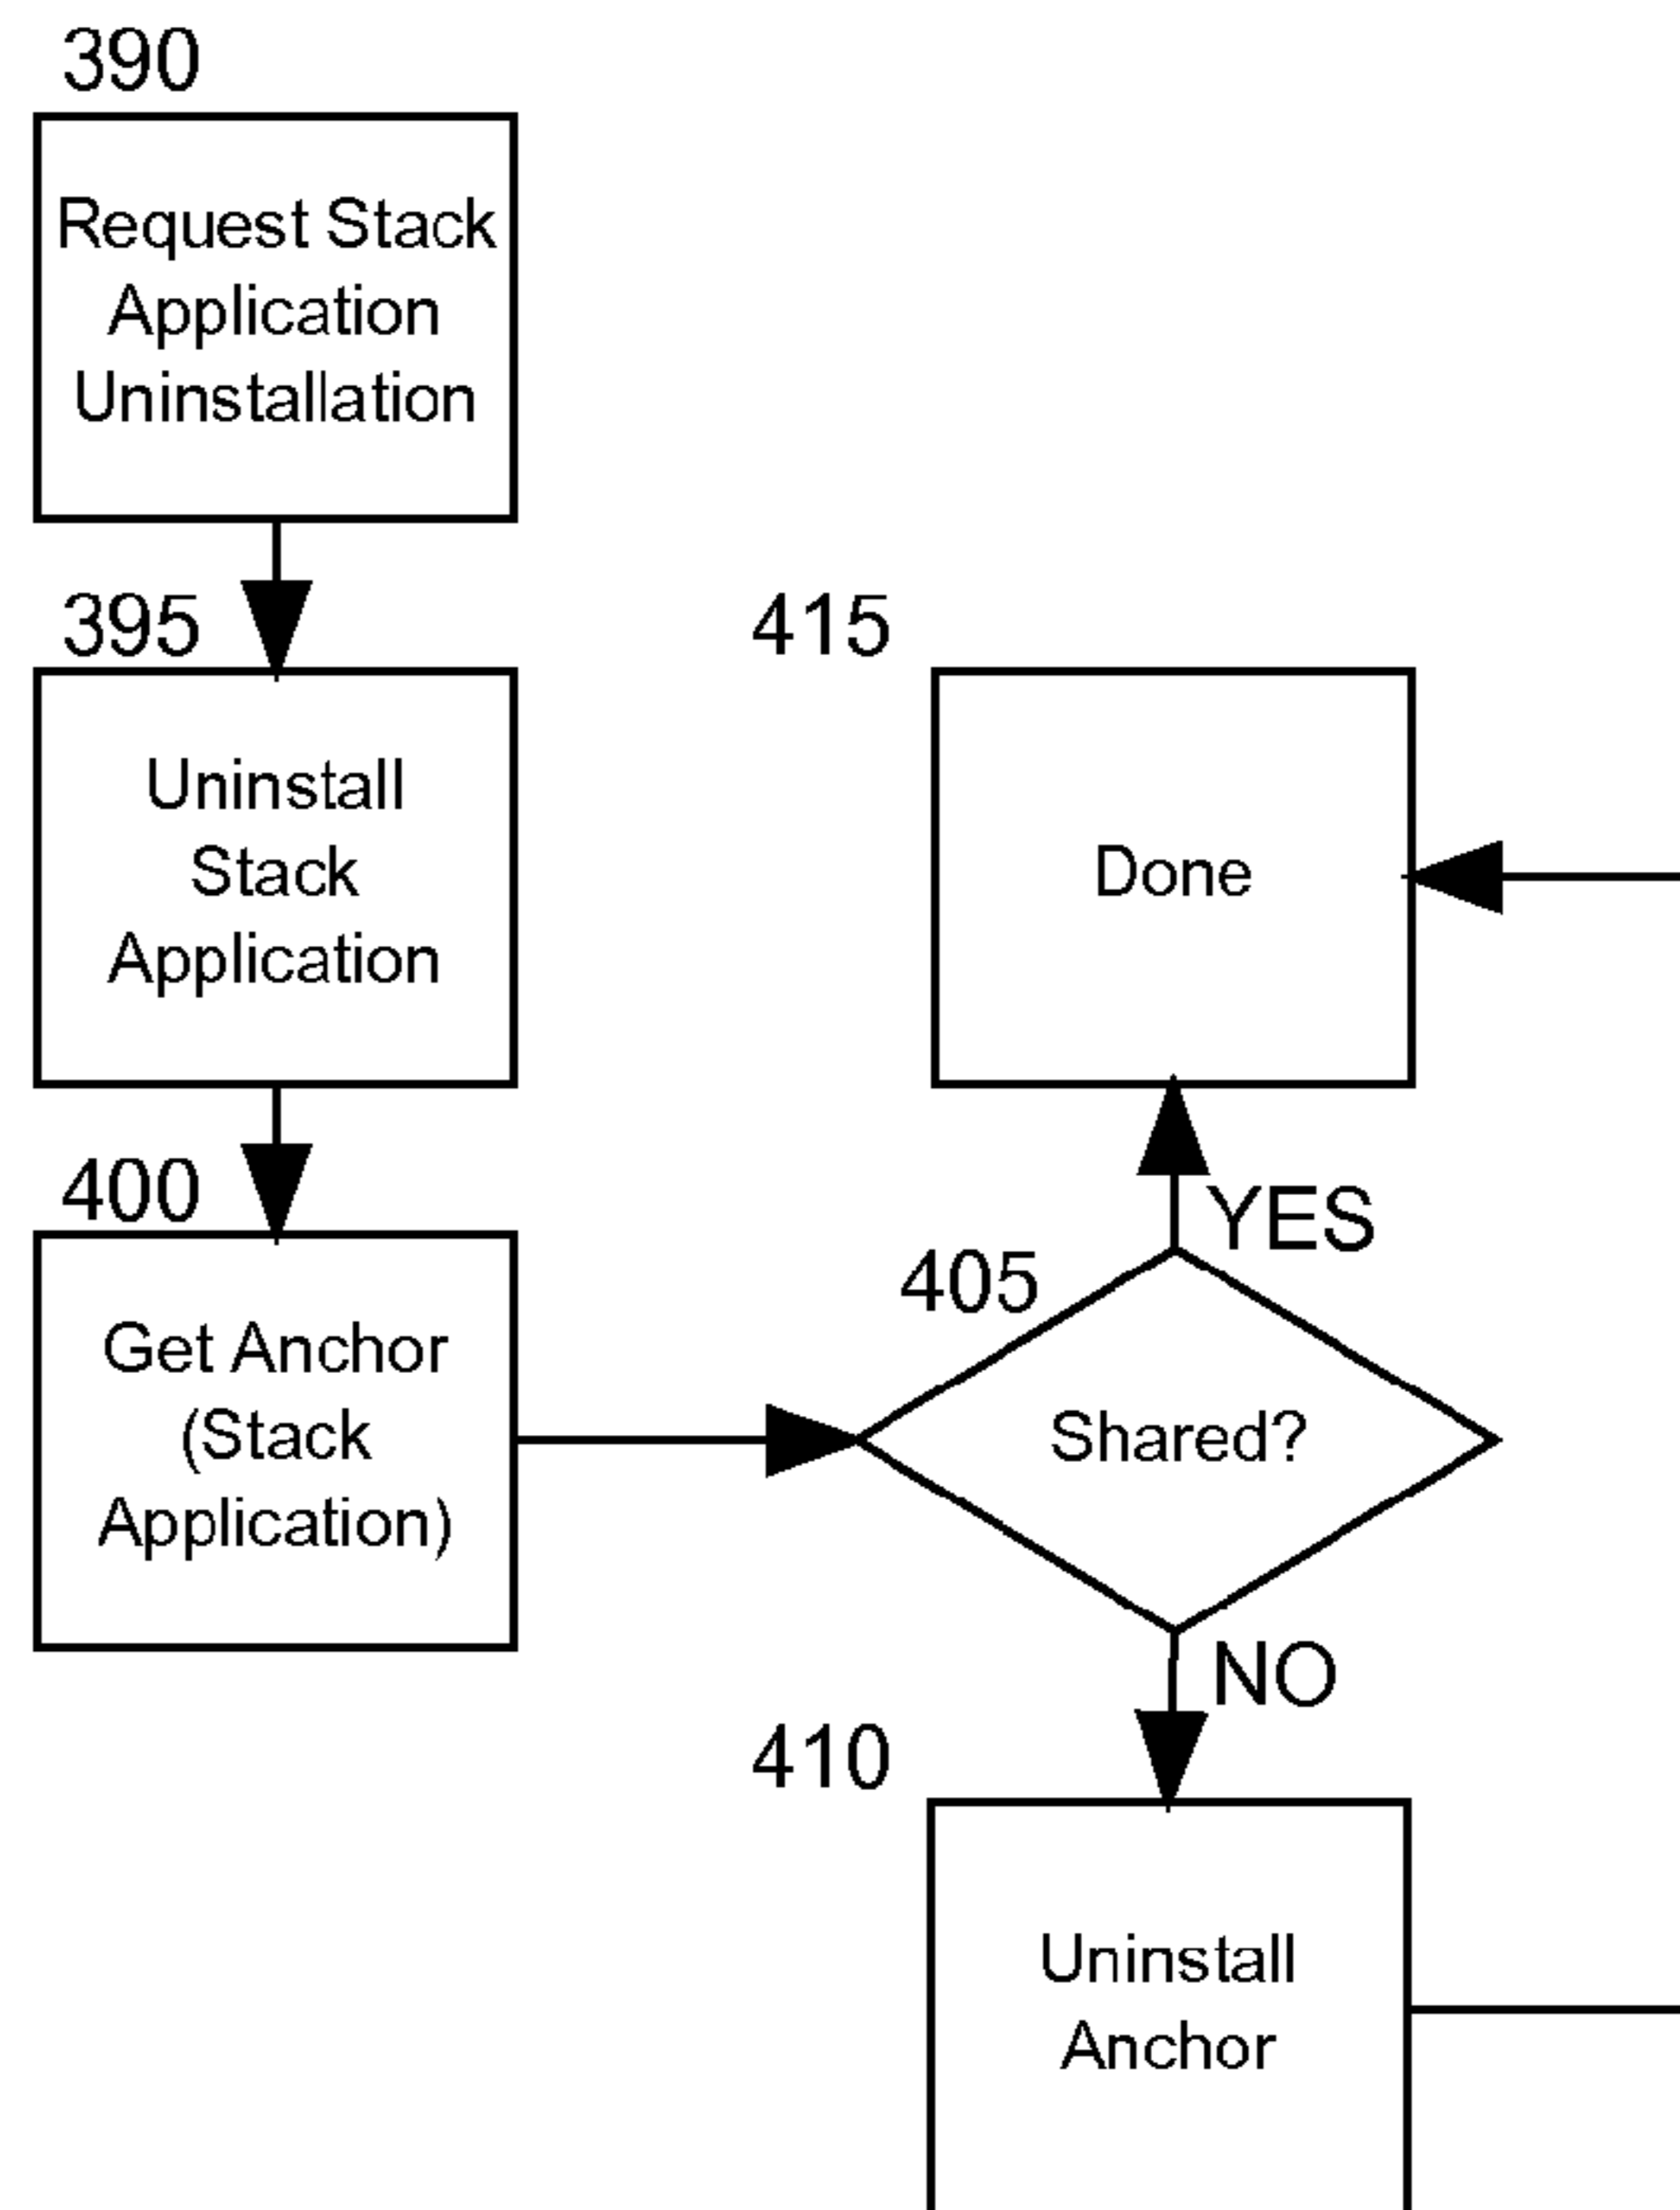 390
Request Stack
Application
Uninstallation
395
Uninstall
Stack
Application
400
Get Anchor
(Stack
Application)
415
Done
YES
405
Shared?
NO
410
Uninstall
Anchor